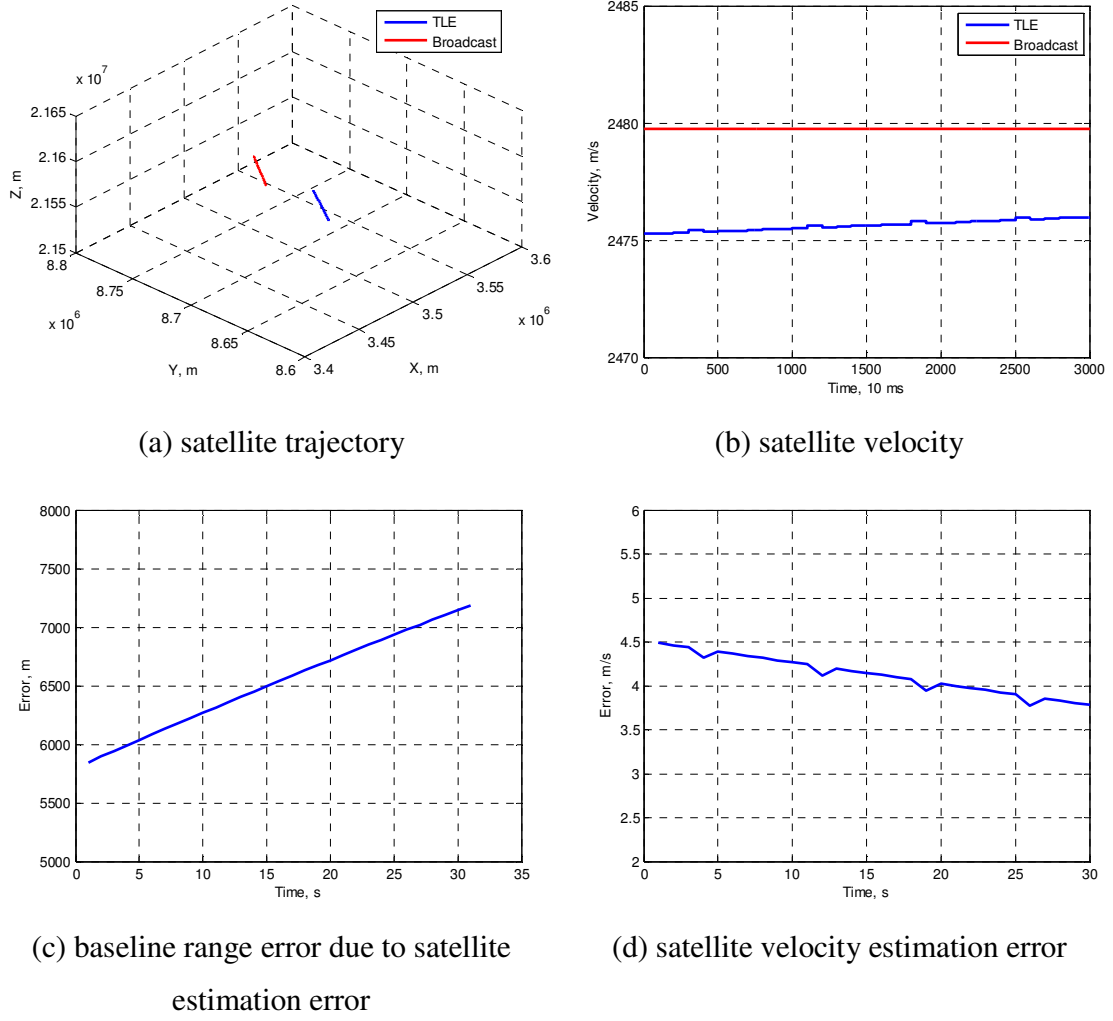 TLE
Broadcast
x 10^7
2.165
2.16
2.155
2.15
Z, m
8.8
8.75
8.7
8.65
8.6
x 10^6
Y, m
3.4
3.45
3.5
3.55
3.6
x 10^6
X, m
(a) satellite trajectory
TLE
Broadcast
2485
2480
2475
2470
Velocity, m/s
0 500 1000 1500 2000 2500 3000
Time, 10 ms
(b) satellite velocity
8000
7500
7000
6500
6000
5500
5000
Error, m
0 5 10 15 20 25 30 35
Time, s
(c) baseline range error due to satellite
estimation error
6
5.5
5
4.5
4
3.5
3
2.5
2
Error, m/s
0 5 10 15 20 25 30
Time, s
(d) satellite velocity estimation error